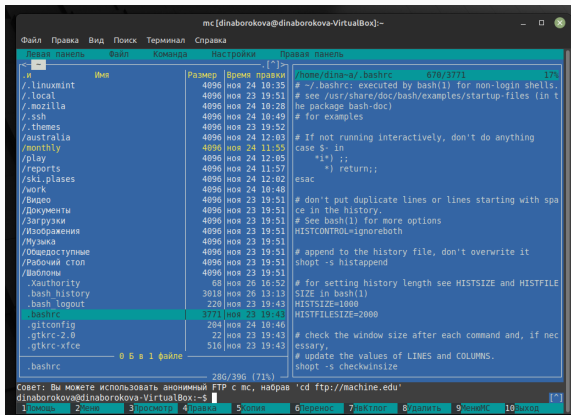 mc [dinaborokova@dinaborokova-VirtualBox]:~
Файл Правка Вид Поиск Терминал Справка
Левая панель Файл Команда Настройки Правая панель
<- ~ .[^]>
.и Имя Размер Время правки
/.linuxmint 4096 ноя 24 10:35
/.local 4096 ноя 23 19:51
/.mozilla 4096 ноя 24 10:28
/.ssh 4096 ноя 24 10:49
/.themes 4096 ноя 23 19:52
/australia 4096 ноя 24 12:03
/monthly 4096 ноя 24 11:55
/play 4096 ноя 24 12:05
/reports 4096 ноя 24 11:57
/ski.plases 4096 ноя 24 12:02
/work 4096 ноя 24 10:48
/Видео 4096 ноя 23 19:51
/Документы 4096 ноя 23 19:51
/Загрузки 4096 ноя 23 19:51
/Изображения 4096 ноя 23 19:51
/Музыка 4096 ноя 23 19:51
/Общедоступные 4096 ноя 23 19:51
/Рабочий стол 4096 ноя 23 19:51
/Шаблоны 4096 ноя 23 19:51
.Xauthority 68 ноя 26 16:52
.bash_history 3018 ноя 26 13:13
.bash_logout 220 ноя 23 19:43
.bashrc 3771 ноя 23 19:43
.gitconfig 204 ноя 24 10:46
.gtkrc-2.0 22 ноя 23 19:43
.gtkrc-xfce 516 ноя 23 19:43
0 Б в 1 файле
.bashrc
28G/39G (71%)
/home/dina~a/.bashrc 670/3771 17%
# ~/.bashrc: executed by bash(1) for non-login shells.
# see /usr/share/doc/bash/examples/startup-files (in t
he package bash-doc)
# for examples
# If not running interactively, don't do anything
case $- in
*i*) ;;
*) return;;
esac
# don't put duplicate lines or lines starting with spa
ce in the history.
# See bash(1) for more options
HISTCONTROL=ignoreboth
# append to the history file, don't overwrite it
shopt -s histappend
# for setting history length see HISTSIZE and HISTFILE
SIZE in bash(1)
HISTSIZE=1000
HISTFILESIZE=2000
# check the window size after each command and, if nec
essary,
# update the values of LINES and COLUMNS.
shopt -s checkwinsize
Совет: Вы можете использовать анонимный FTP с mc, набрав 'cd ftp://machine.edu'
dinaborokova@dinaborokova-VirtualBox:~$ [^]
1Помощь 2Меню 3Просмотр 4Правка 5Копия 6Перенос 7НвКтлог 8Удалить 9МенюMC 10Выход